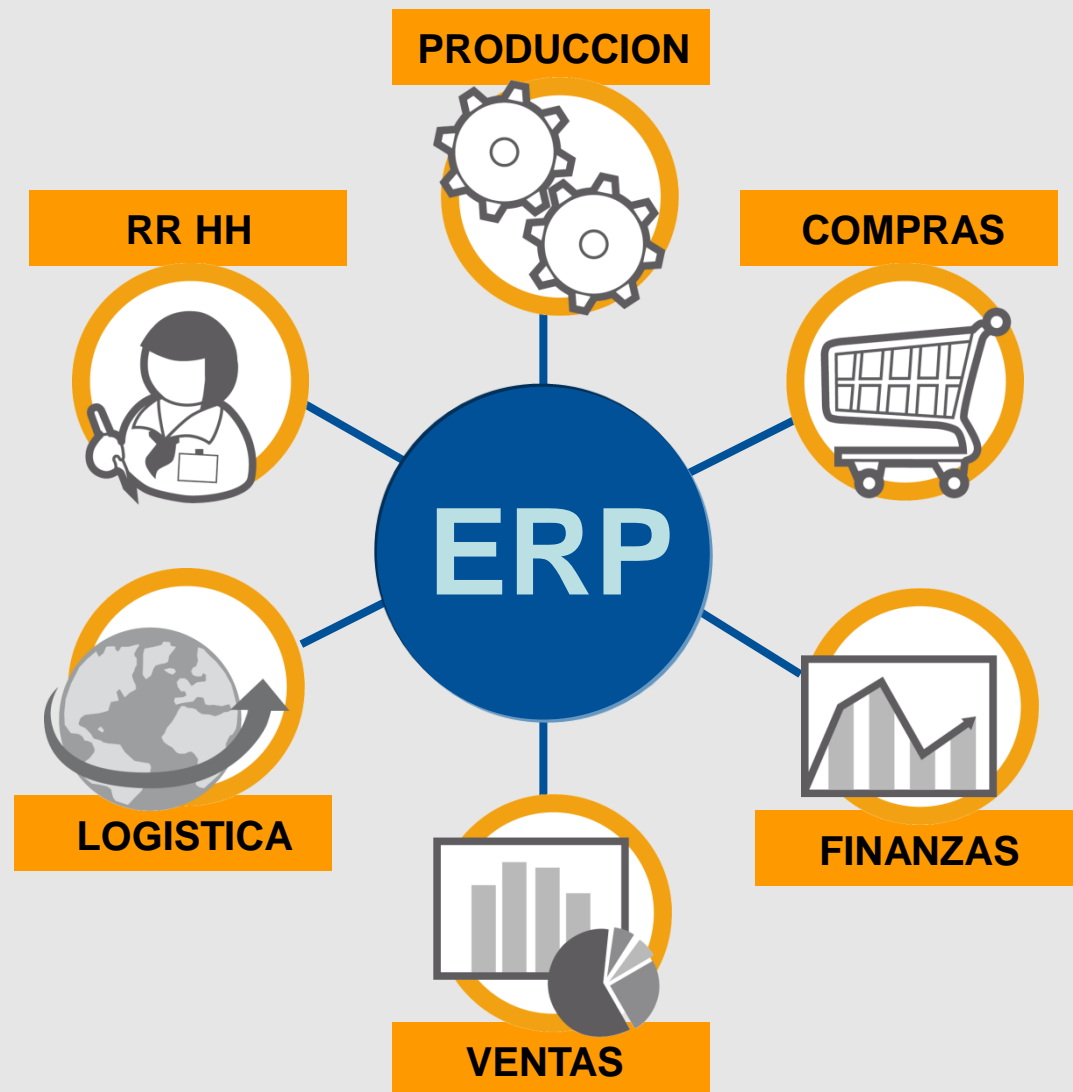 PRODUCCION
RR HH
COMPRAS
ERP
LOGISTICA
FINANZAS
VENTAS